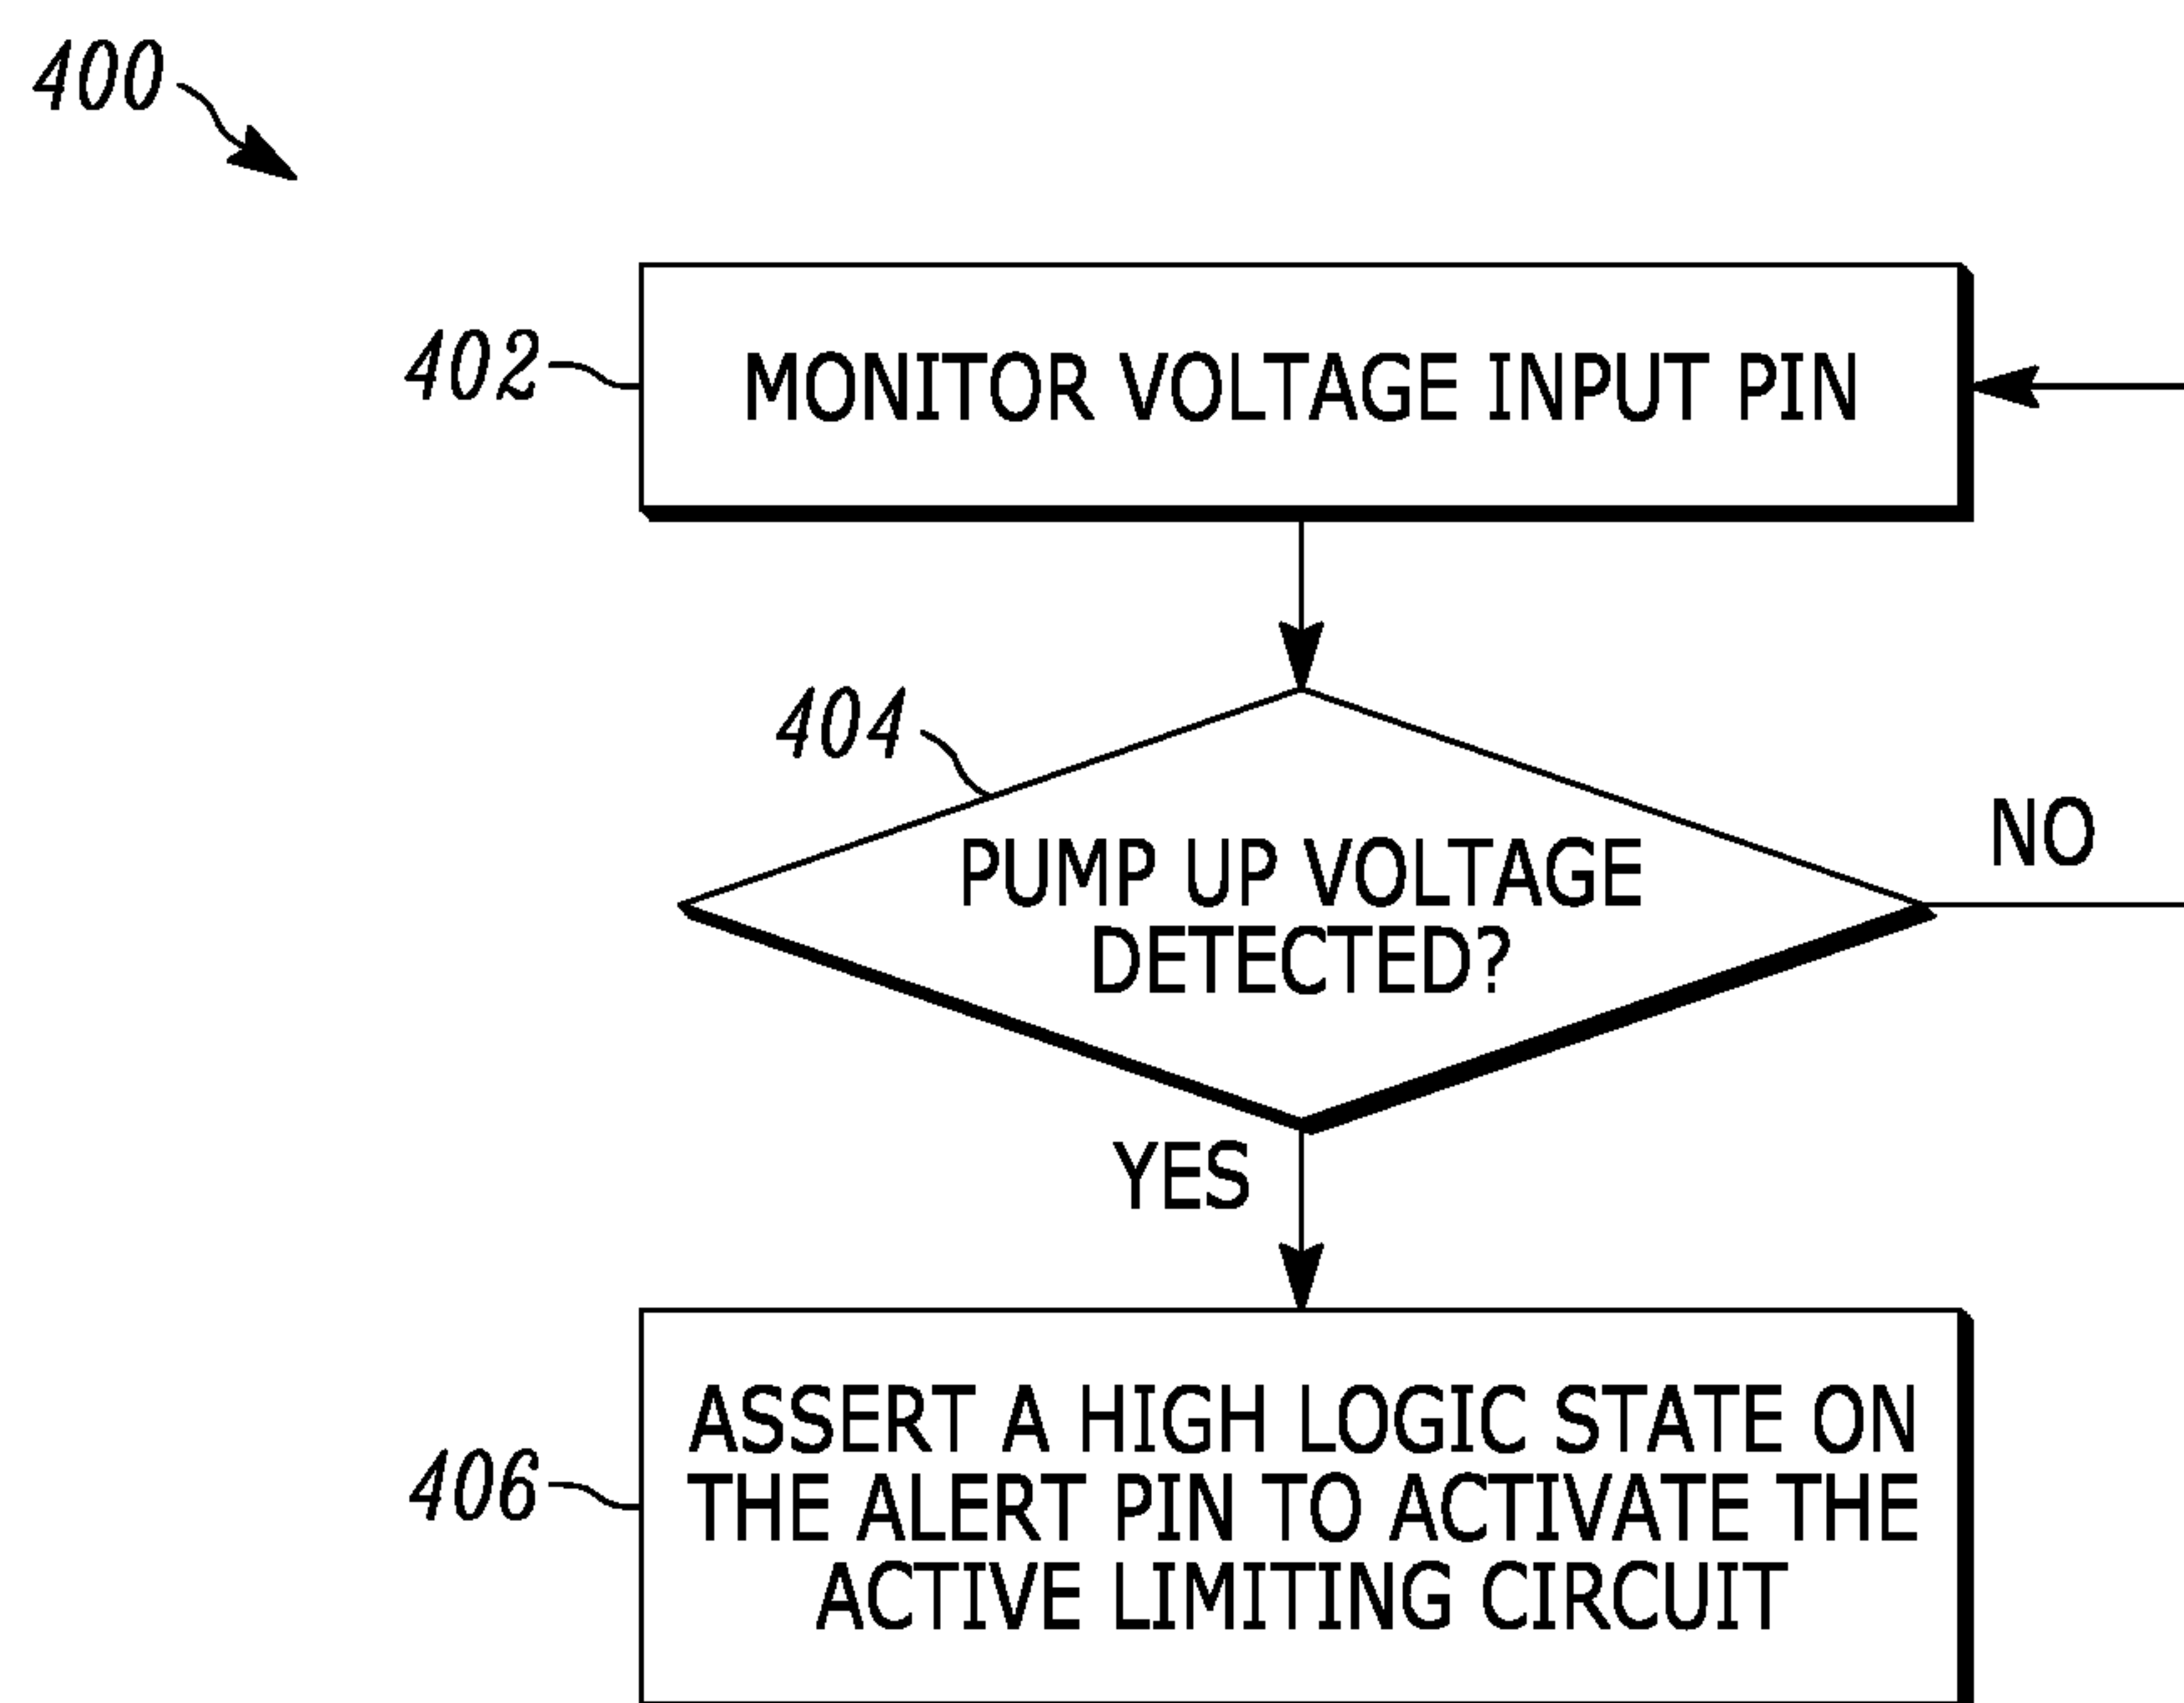 400
402
MONITOR VOLTAGE INPUT PIN
404
PUMP UP VOLTAGE
DETECTED?
NO
YES
406
ASSERT A HIGH LOGIC STATE ON
THE ALERT PIN TO ACTIVATE THE
ACTIVE LIMITING CIRCUIT